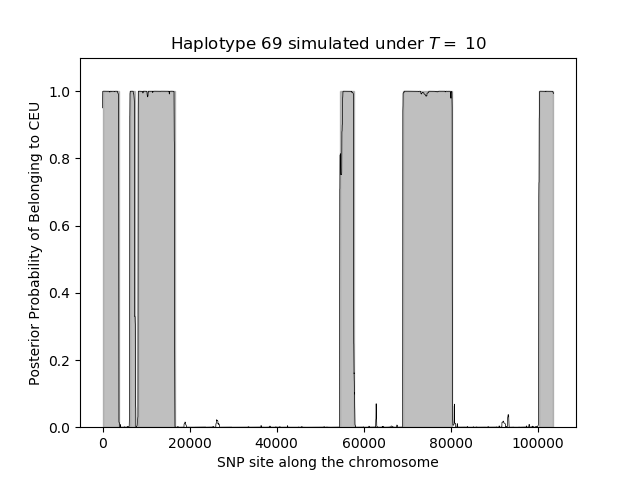 Haplotype 69 simulated under T = 10
Posterior Probability of Belonging to CEU
1.0
0.8
0.6
0.4
0.2
0.0
0 20000 40000 60000 80000 100000
SNP site along the chromosome